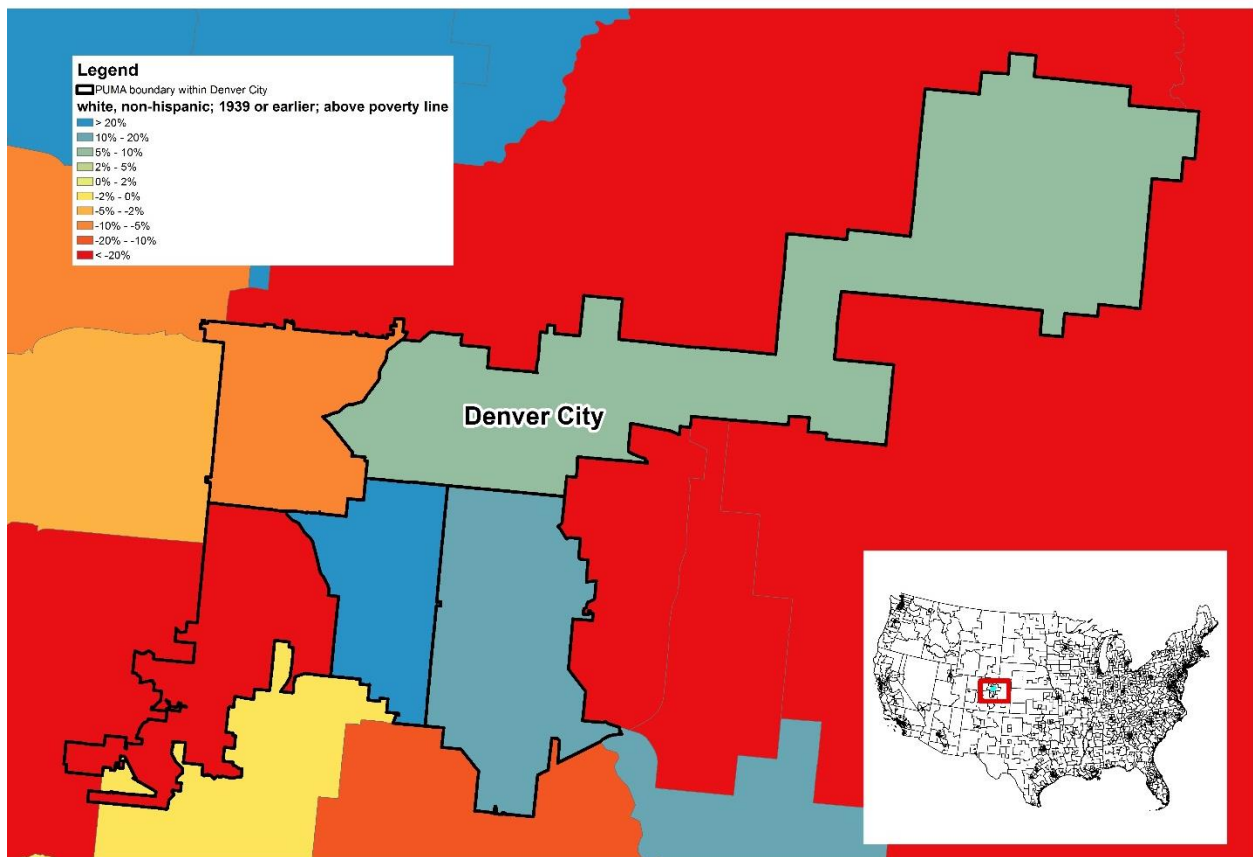 Legend
PUMA boundary within Denver City
white, non-hispanic; 1939 or earlier; above poverty line
> 20%
10% - 20%
5% - 10%
2% - 5%
0% - 2%
-2% - 0%
-5% - -2%
-10% - -5%
-20% - -10%
< -20%
Denver City